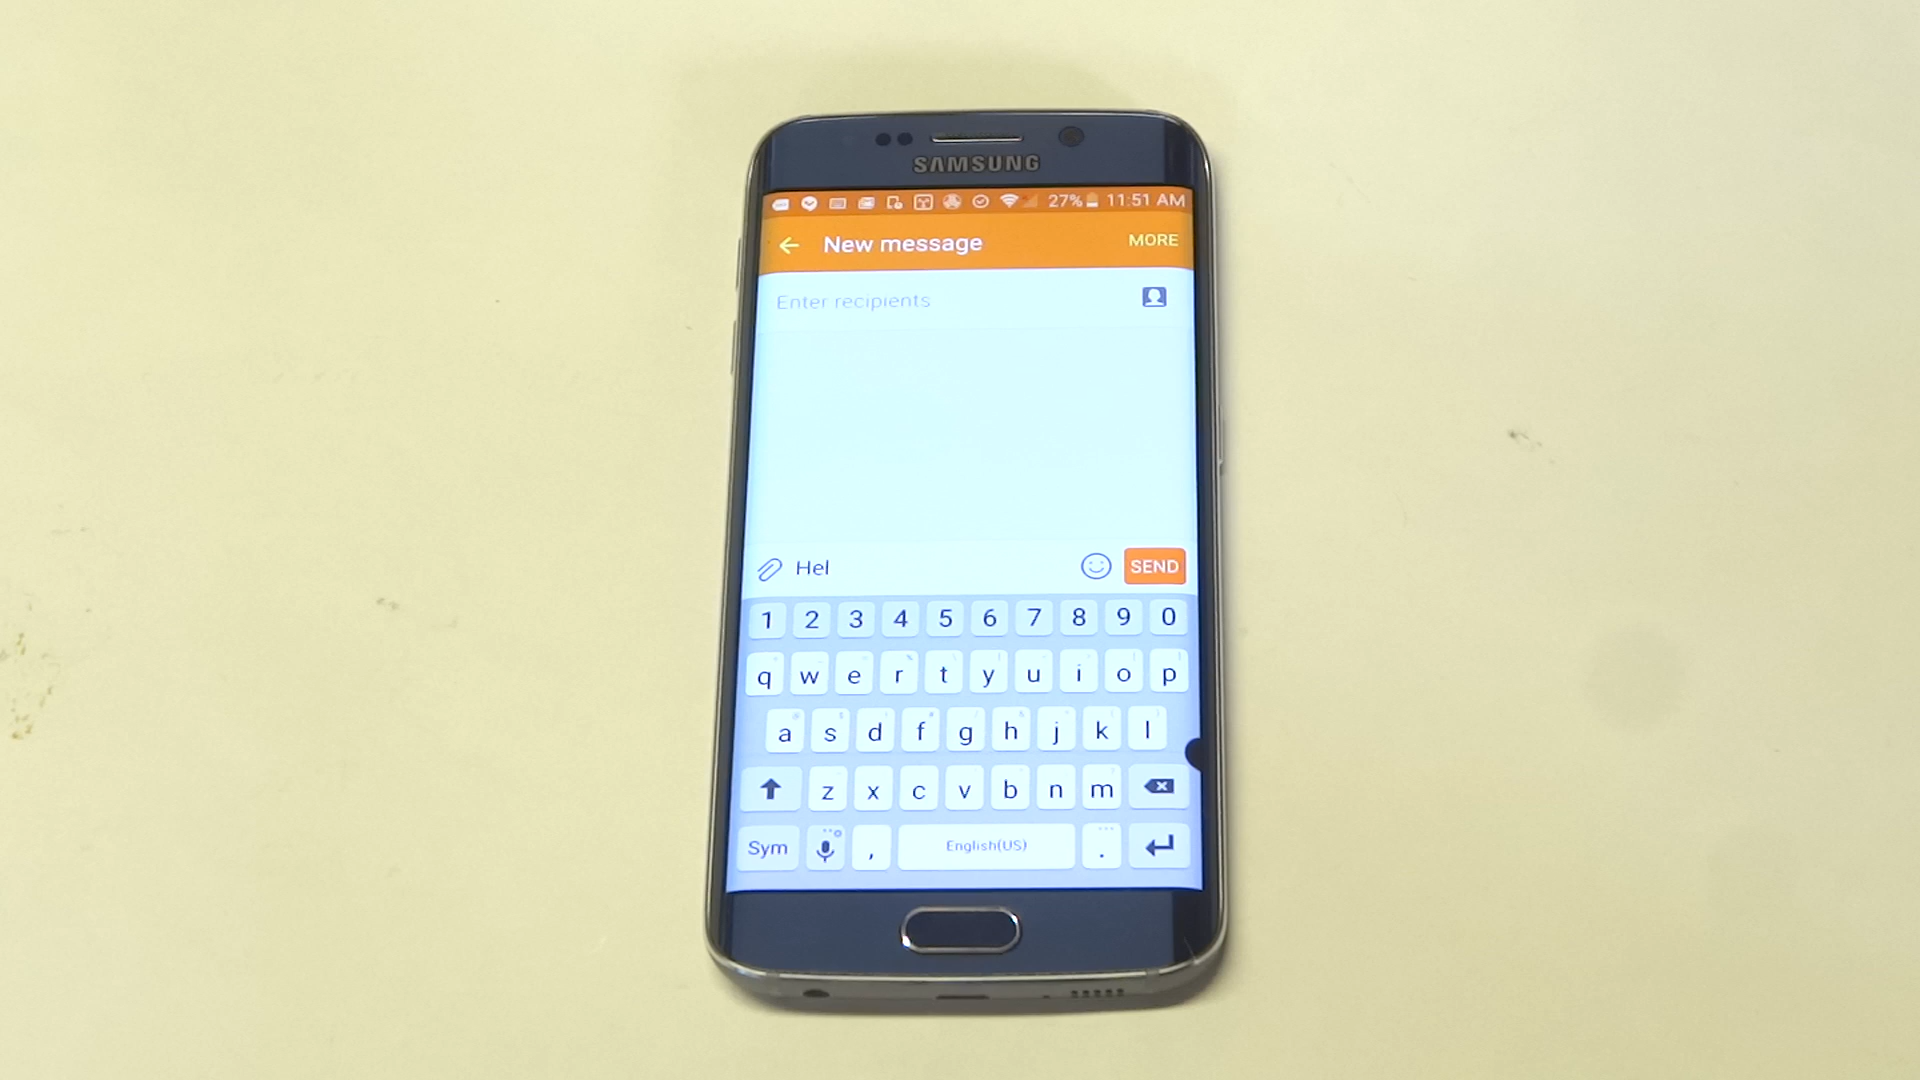 SAMSUNG
27% 11:51 AM
New message MORE
Enter recipients
Hel SEND
1 2 3 4 5 6 7 8 9 0
q w e r t y u i o p
a s d f g h j k l
z x c v b n m
Sym , English(US) .